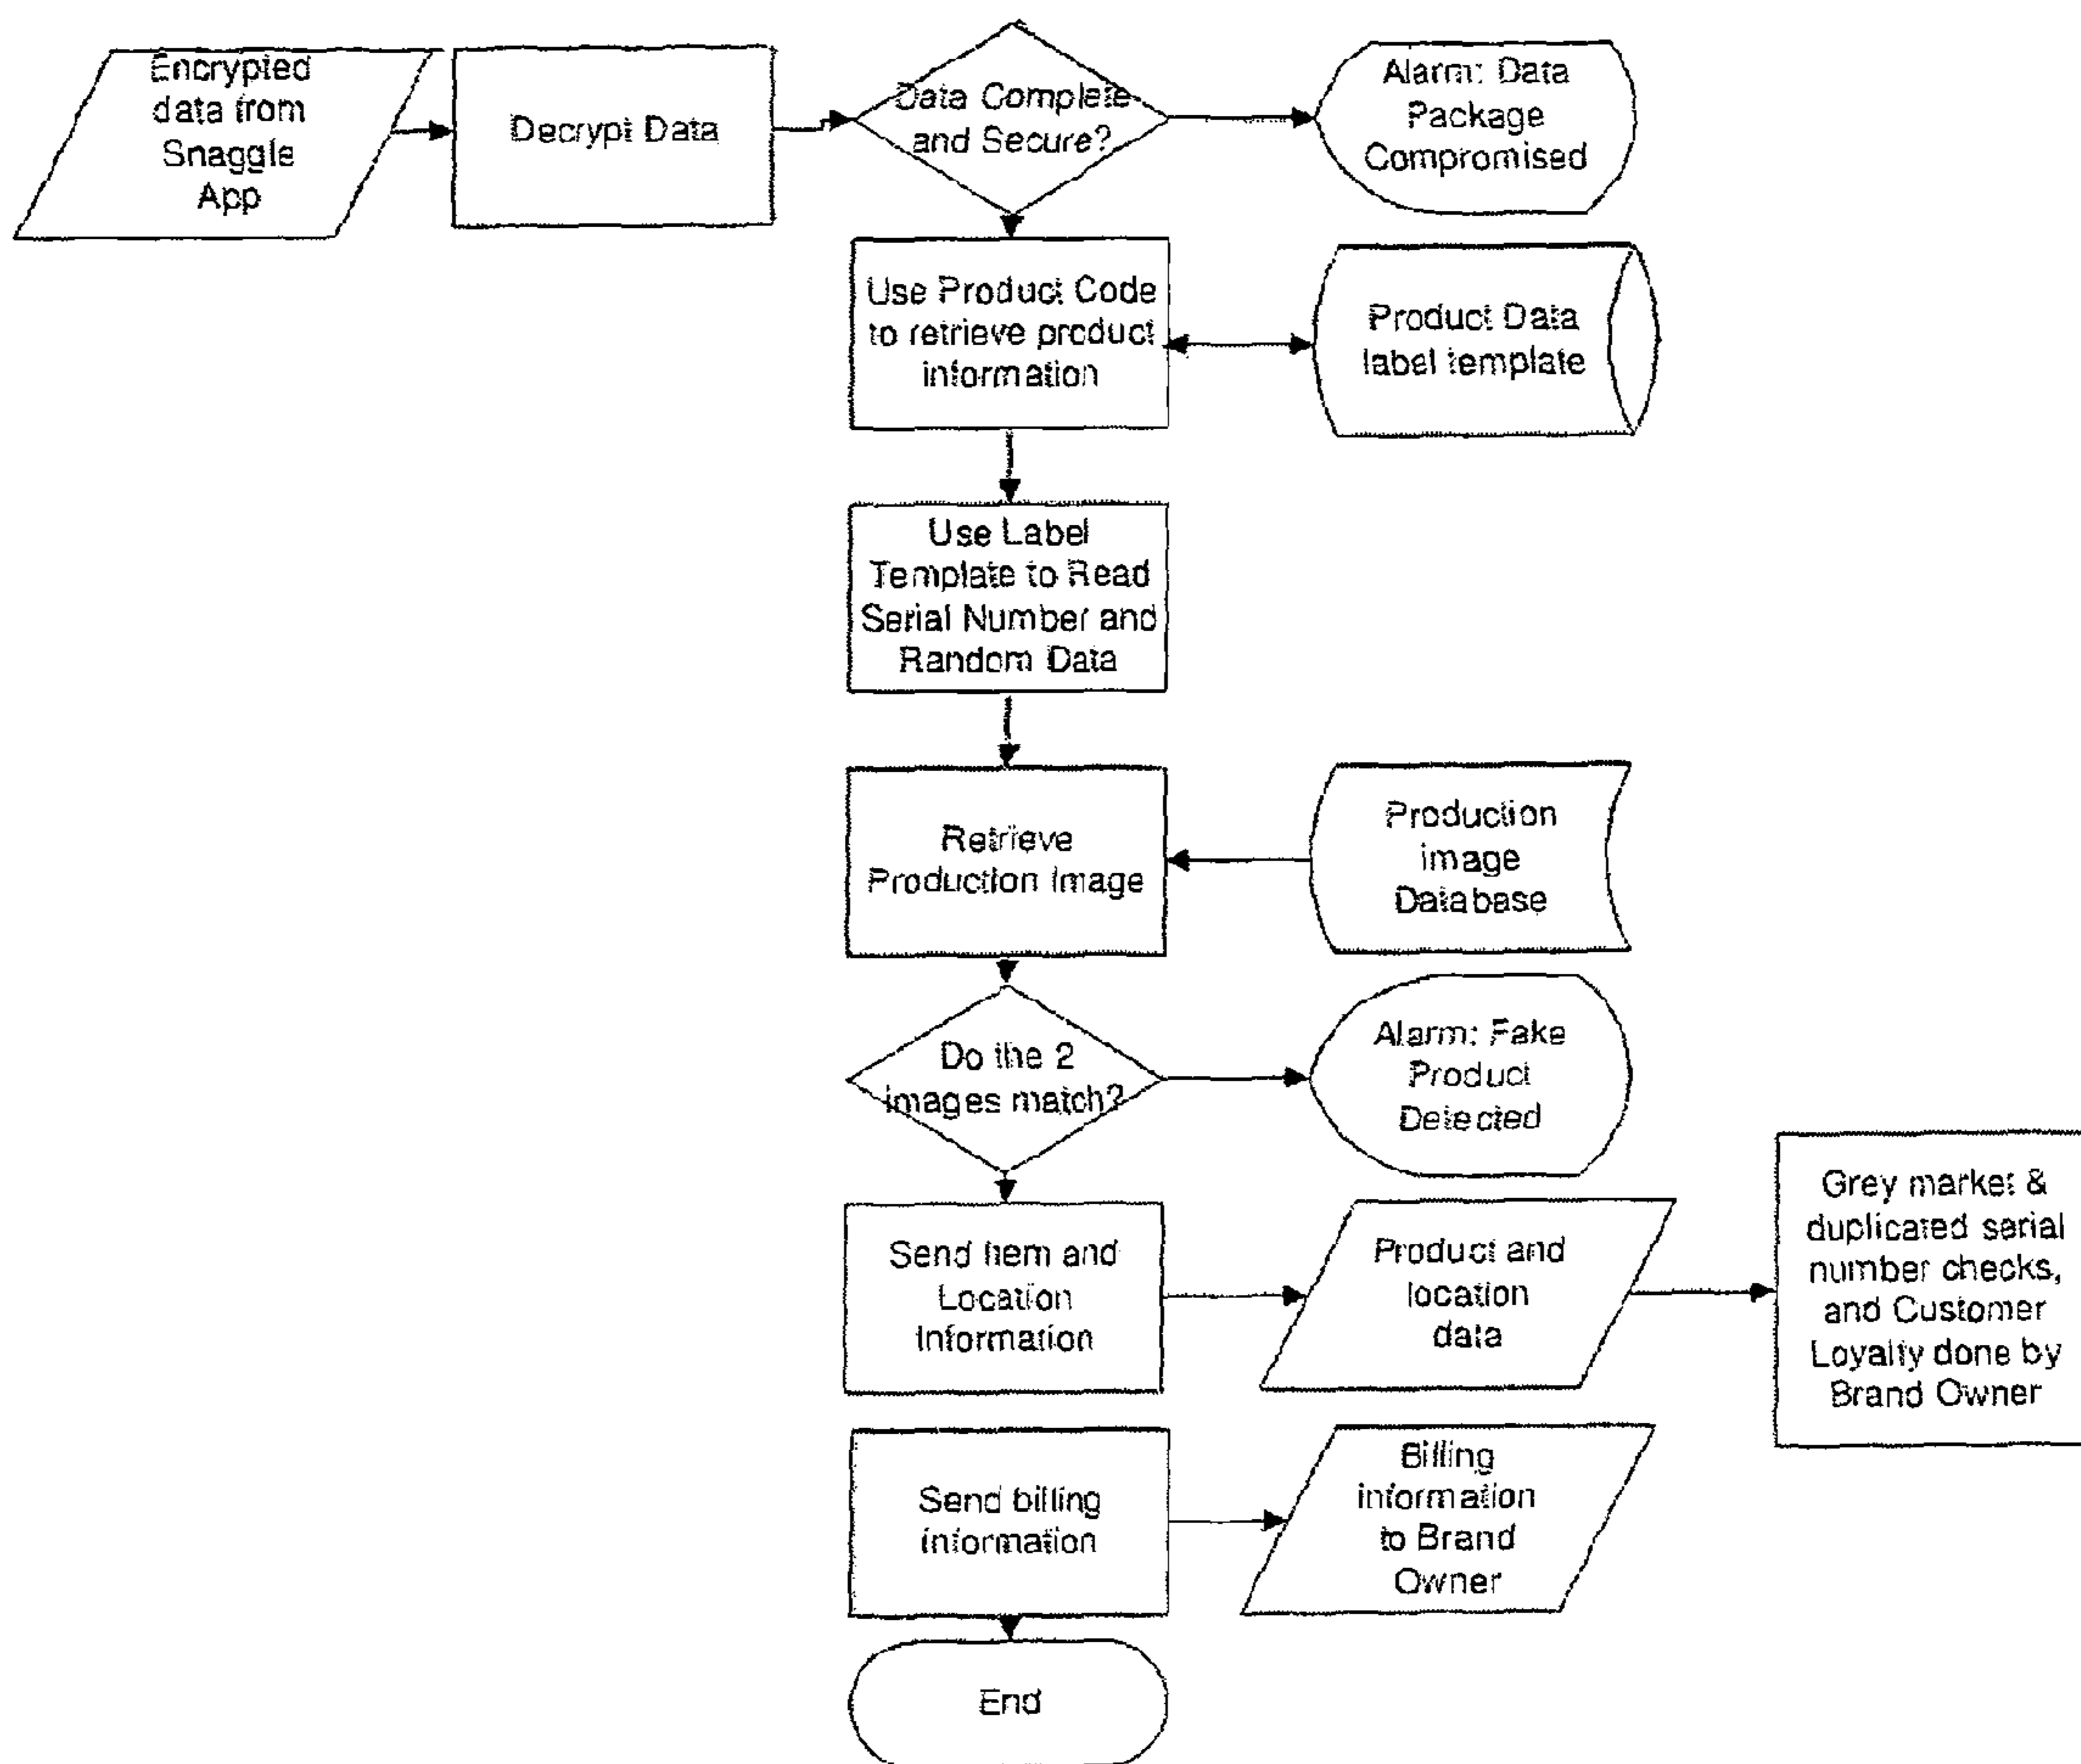 Encrypted
data from
Snaggle
App
Decrypt Data
Data Complete
and Secure?
Alarm: Data
Package
Compromised
Use Product Code
to retrieve product
information
Product Data
label template
Use Label
Template to Read
Serial Number and
Random Data
Retrieve
Production Image
Production
image
Database
Do the 2
images match?
Alarm: Fake
Product
Detected
Send Item and
Location
Information
Product and
location
data
Grey market &
duplicated serial
number checks,
and Customer
Loyalty done by
Brand Owner
Send billing
information
Billing
information
to Brand
Owner
End